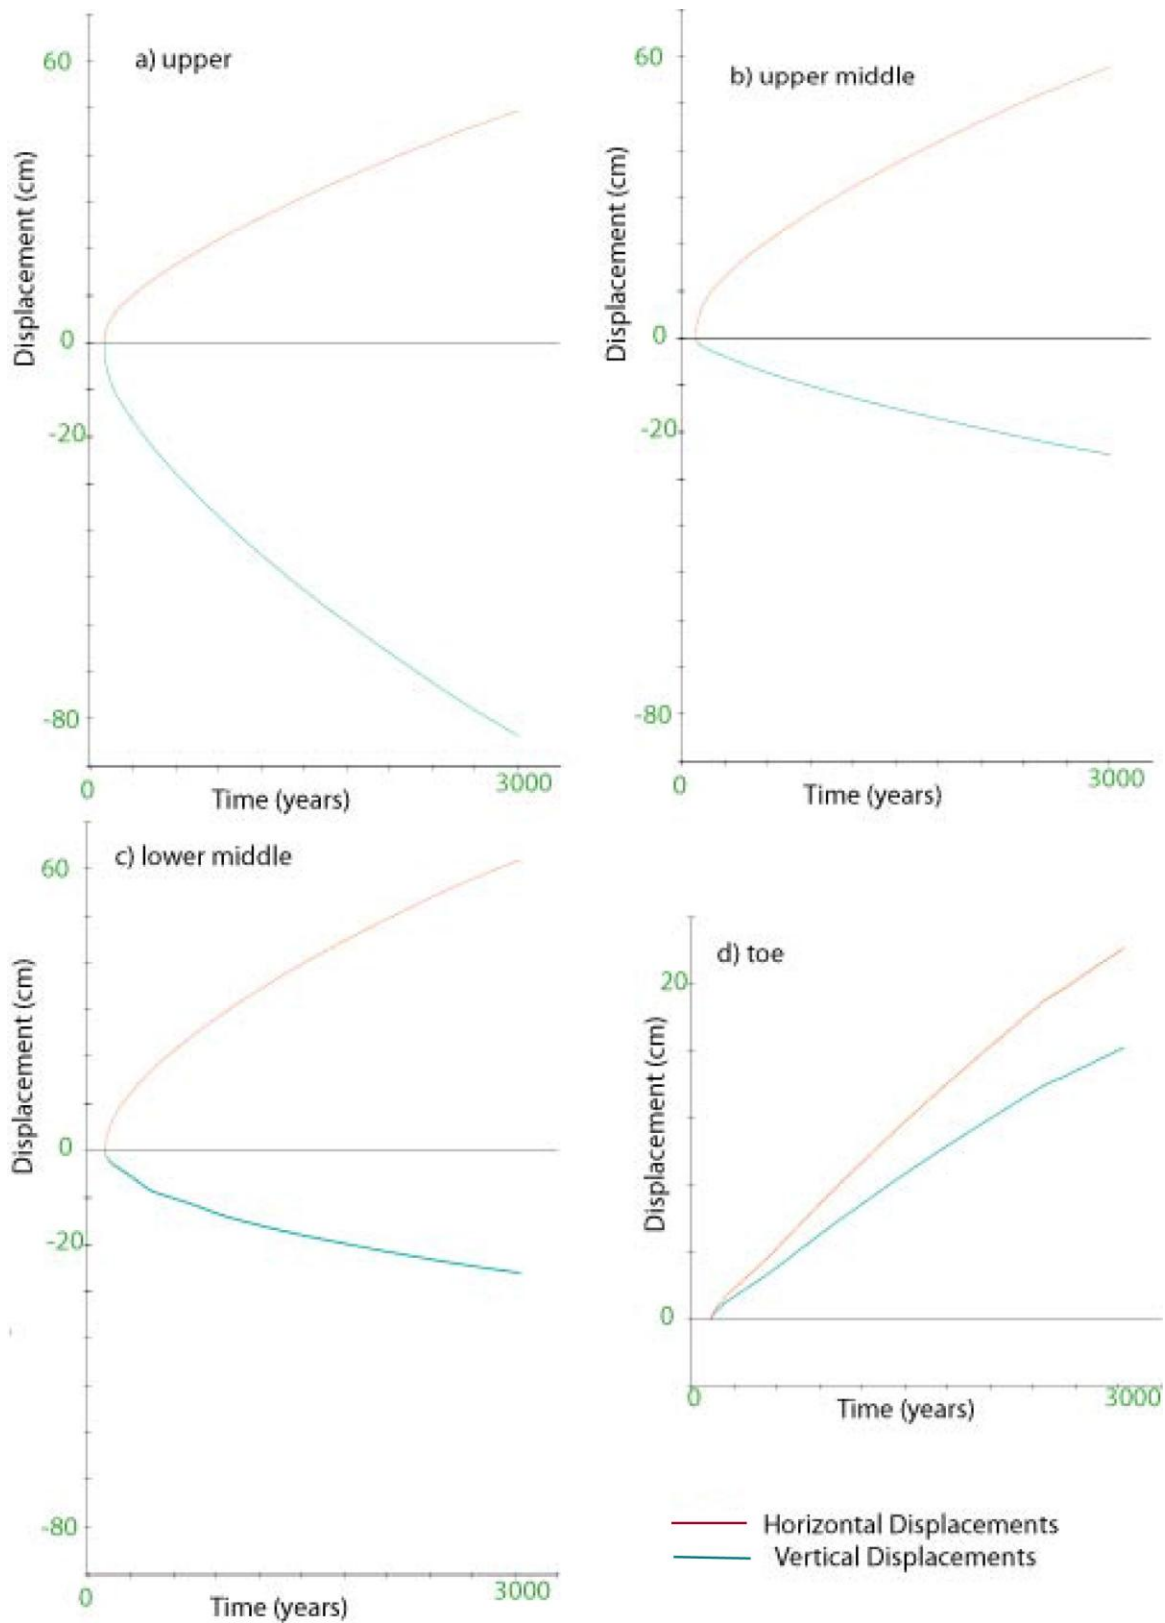 a) upper
60
0
-20
-80
Displacement (cm)
0
3000
Time (years)
b) upper middle
60
0
-20
-80
Displacement (cm)
0
3000
Time (years)
c) lower middle
60
0
-20
-80
Displacement (cm)
0
3000
Time (years)
d) toe
20
0
Displacement (cm)
0
3000
Time (years)
Horizontal Displacements
Vertical Displacements